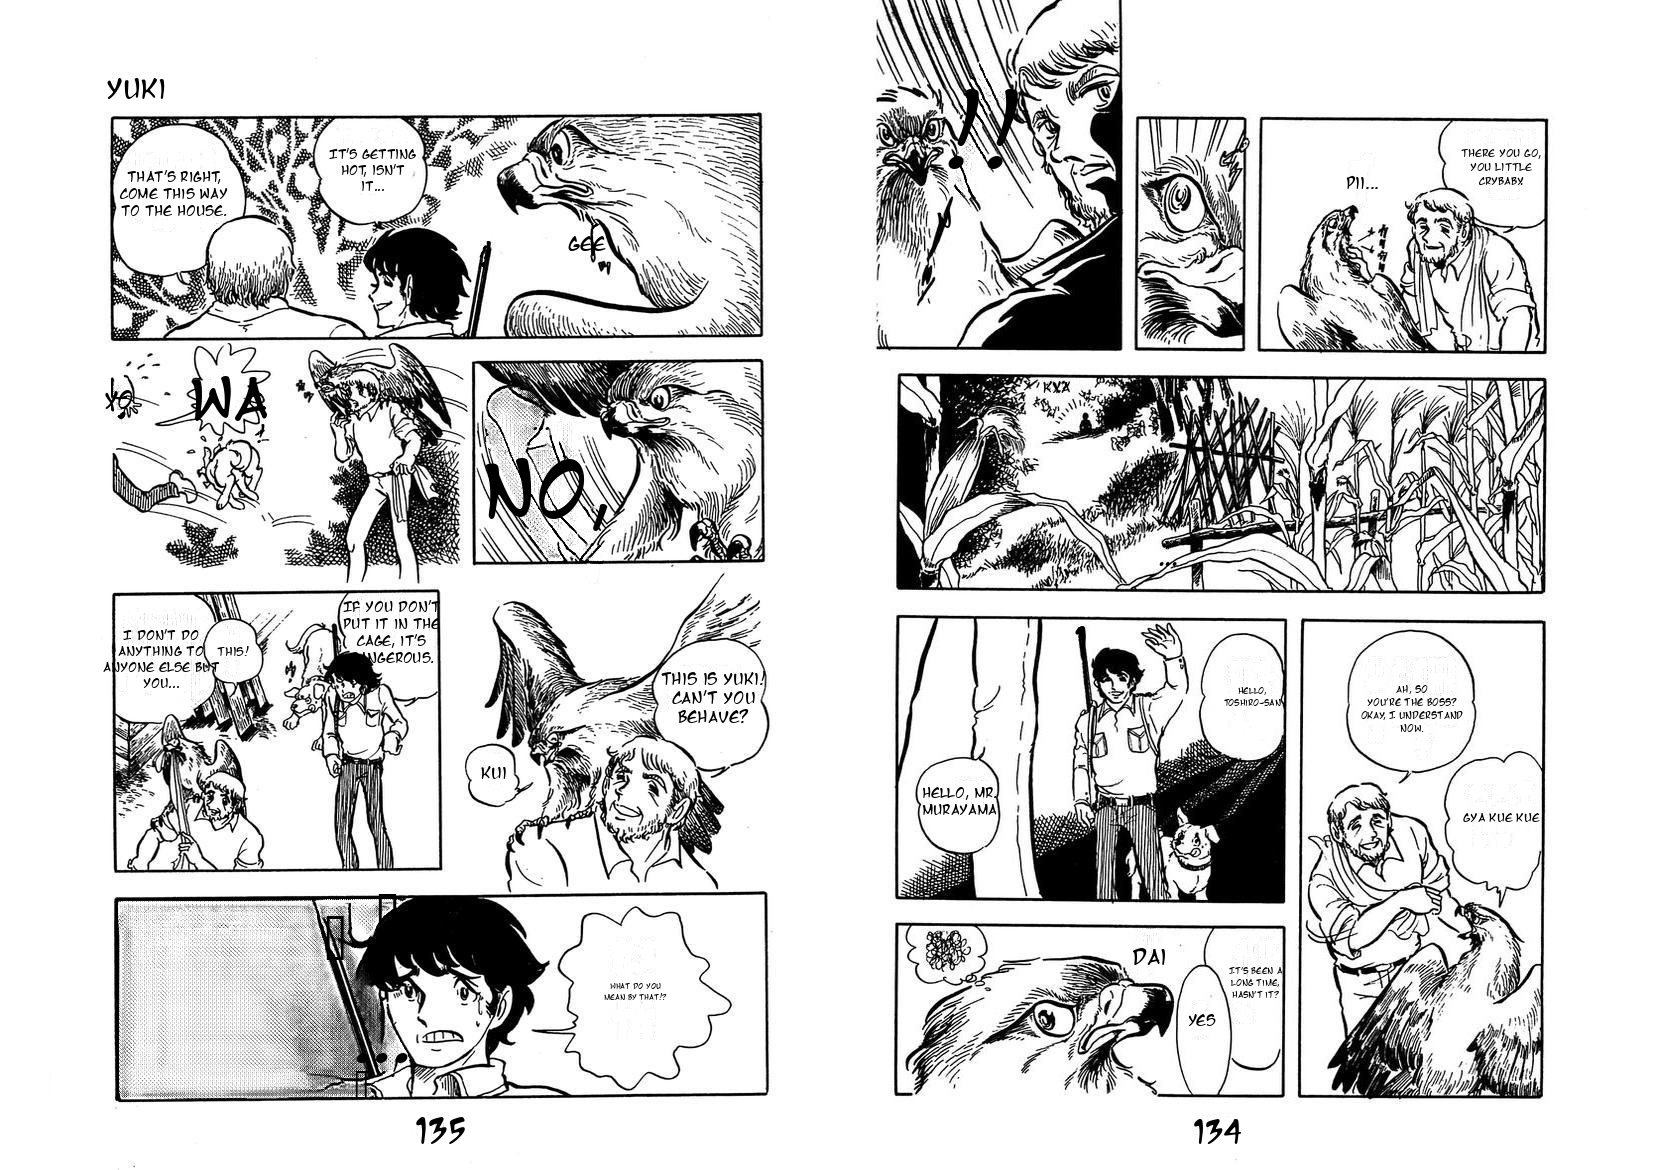 !!
THERE YOU GO,
YOU LITTLE
CRYBABY.
PII...
HELLO,
TOSHIRO-SAN
HELLO, MR.
MURAYAMA
AH, SO
YOU'RE THE BOSS?
OKAY, I UNDERSTAND
NOW.
GYA KUE KUE
IT'S BEEN A
LONG TIME,
HASN'T IT?
YES
DAI
134
YUKI
IT'S GETTING
HOT, ISN'T
IT...
THAT'S RIGHT,
COME THIS WAY
TO THE HOUSE.
GEE
NO,
WA
YO
IF YOU DON'T
PUT IT IN THE
CAGE, IT'S
DANGEROUS.
THIS!
I DON'T DO
ANYTHING TO
ANYONE ELSE BUT
YOU...
THIS IS YUKI!
CAN'T YOU
BEHAVE?
KUI
WHAT DO YOU
MEAN BY THAT!?
135